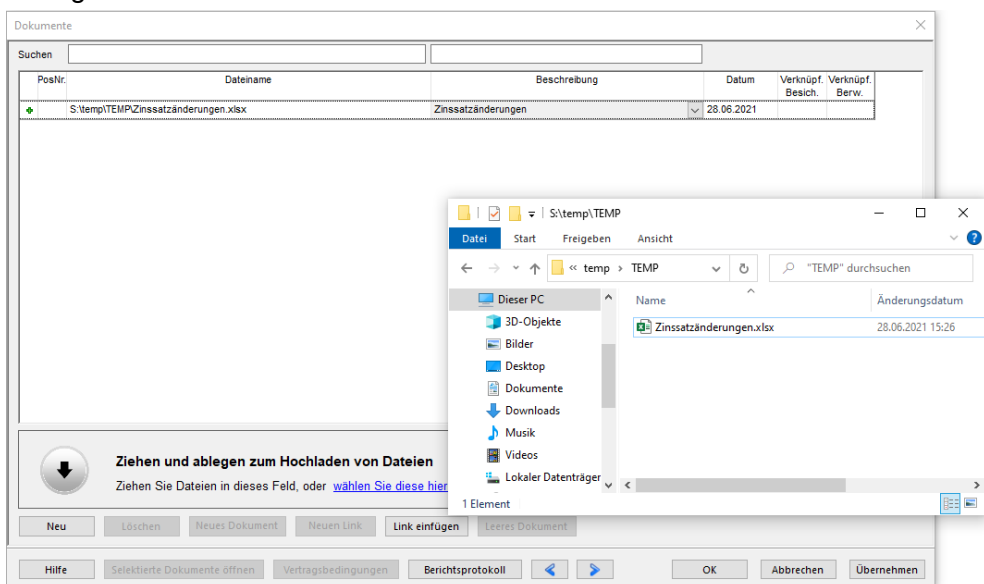 Dokumente
Suchen
PosNr. Dateiname Beschreibung Datum Verknüpf. Besich. Verknüpf. Berw.
S:\temp\TEMP\Zinssatzänderungen.xlsx Zinssatzänderungen 28.06.2021
S:\temp\TEMP
Datei Start Freigeben Ansicht
« temp › TEMP "TEMP" durchsuchen
Dieser PC
3D-Objekte
Bilder
Desktop
Dokumente
Downloads
Musik
Videos
Lokaler Datenträger
Name Änderungsdatum
Zinssatzänderungen.xlsx 28.06.2021 15:26
1 Element
Ziehen und ablegen zum Hochladen von Dateien
Ziehen Sie Dateien in dieses Feld, oder wählen Sie diese hier
Neu Löschen Neues Dokument Neuen Link Link einfügen Leeres Dokument
Hilfe Selektierte Dokumente öffnen Vertragsbedingungen Berichtsprotokoll OK Abbrechen Übernehmen